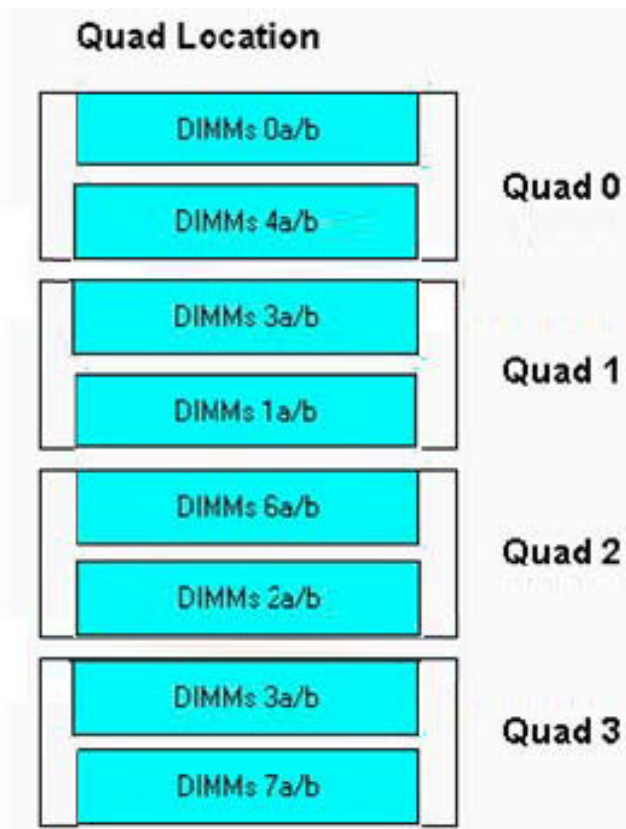 Quad Location
DIMMs 0a/b
DIMMs 4a/b
Quad 0
DIMMs 3a/b
DIMMs 1a/b
Quad 1
DIMMs 6a/b
DIMMs 2a/b
Quad 2
DIMMs 3a/b
DIMMs 7a/b
Quad 3